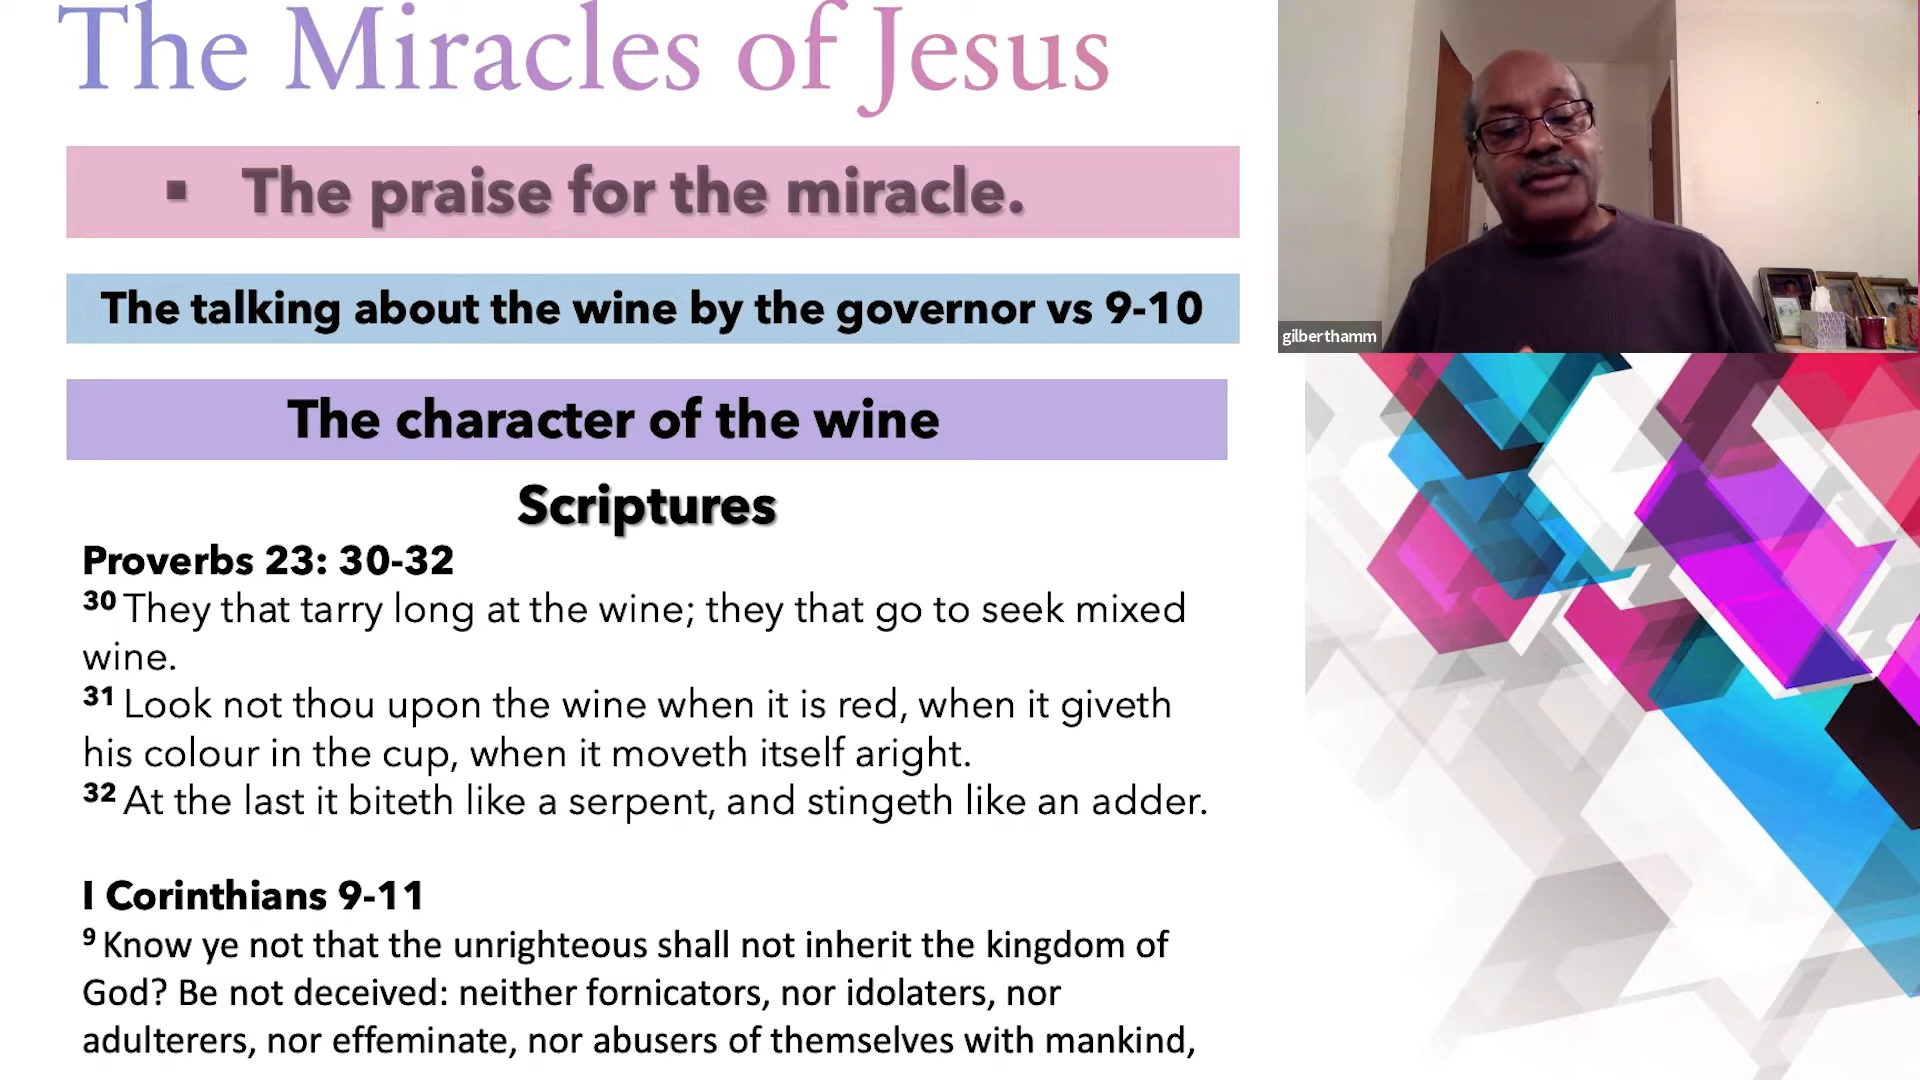 The Miracles of Jesus
▪ The praise for the miracle.
The talking about the wine by the governor vs 9-10
The character of the wine
Scriptures
Proverbs 23: 30-32
30 They that tarry long at the wine; they that go to seek mixed
wine.
31 Look not thou upon the wine when it is red, when it giveth
his colour in the cup, when it moveth itself aright.
32 At the last it biteth like a serpent, and stingeth like an adder.
I Corinthians 9-11
9 Know ye not that the unrighteous shall not inherit the kingdom of
God? Be not deceived: neither fornicators, nor idolaters, nor
adulterers, nor effeminate, nor abusers of themselves with mankind,
gilberthamm